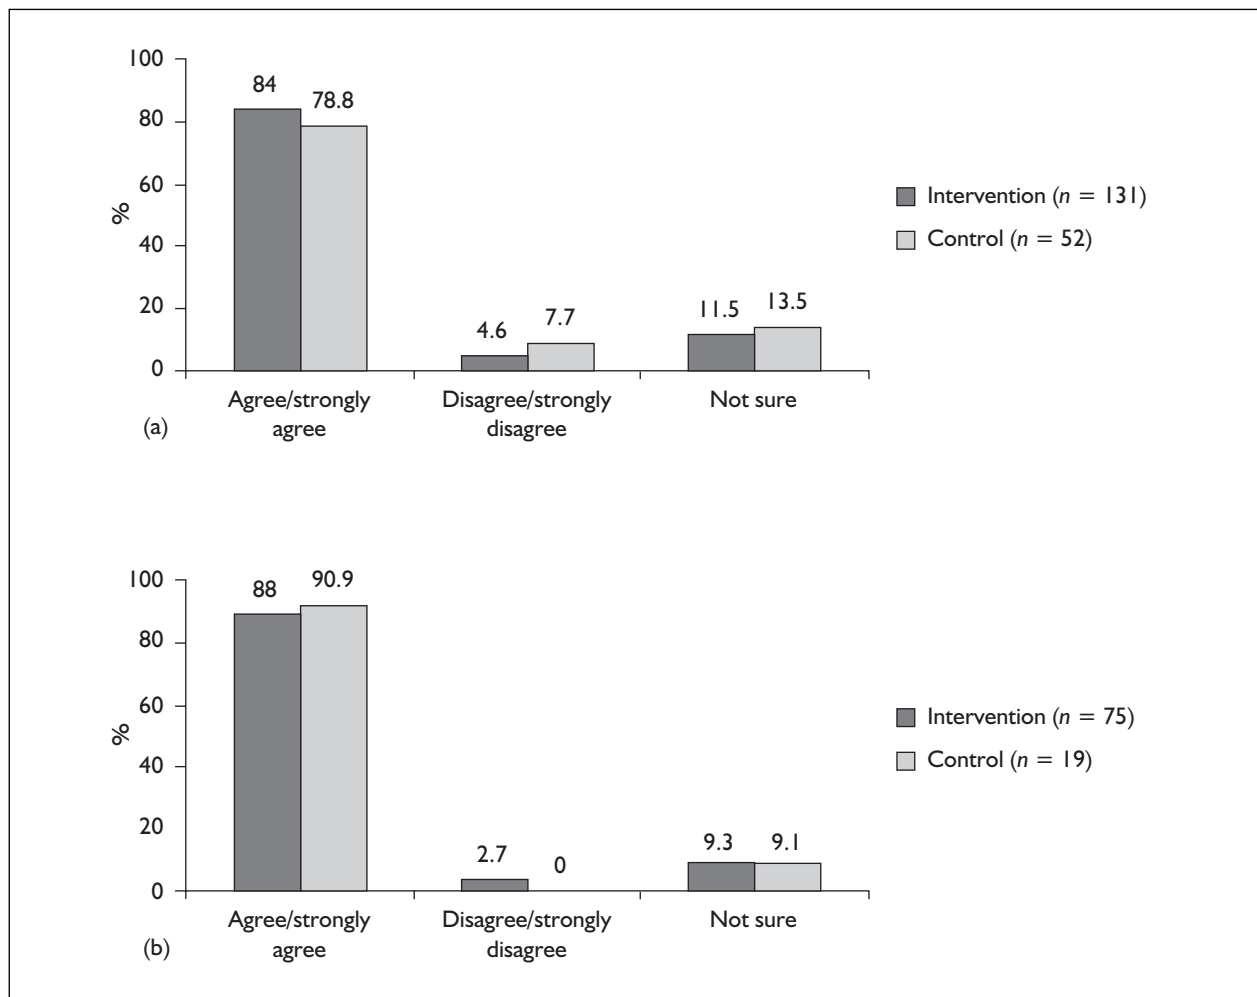 100
80
60
40
20
0
%
84
78.8
4.6
7.7
11.5
13.5
Agree/strongly
agree
Disagree/strongly
disagree
Not sure
Intervention (n = 131)
Control (n = 52)
(a)
100
80
60
40
20
0
%
88
90.9
2.7
0
9.3
9.1
Agree/strongly
agree
Disagree/strongly
disagree
Not sure
Intervention (n = 75)
Control (n = 19)
(b)